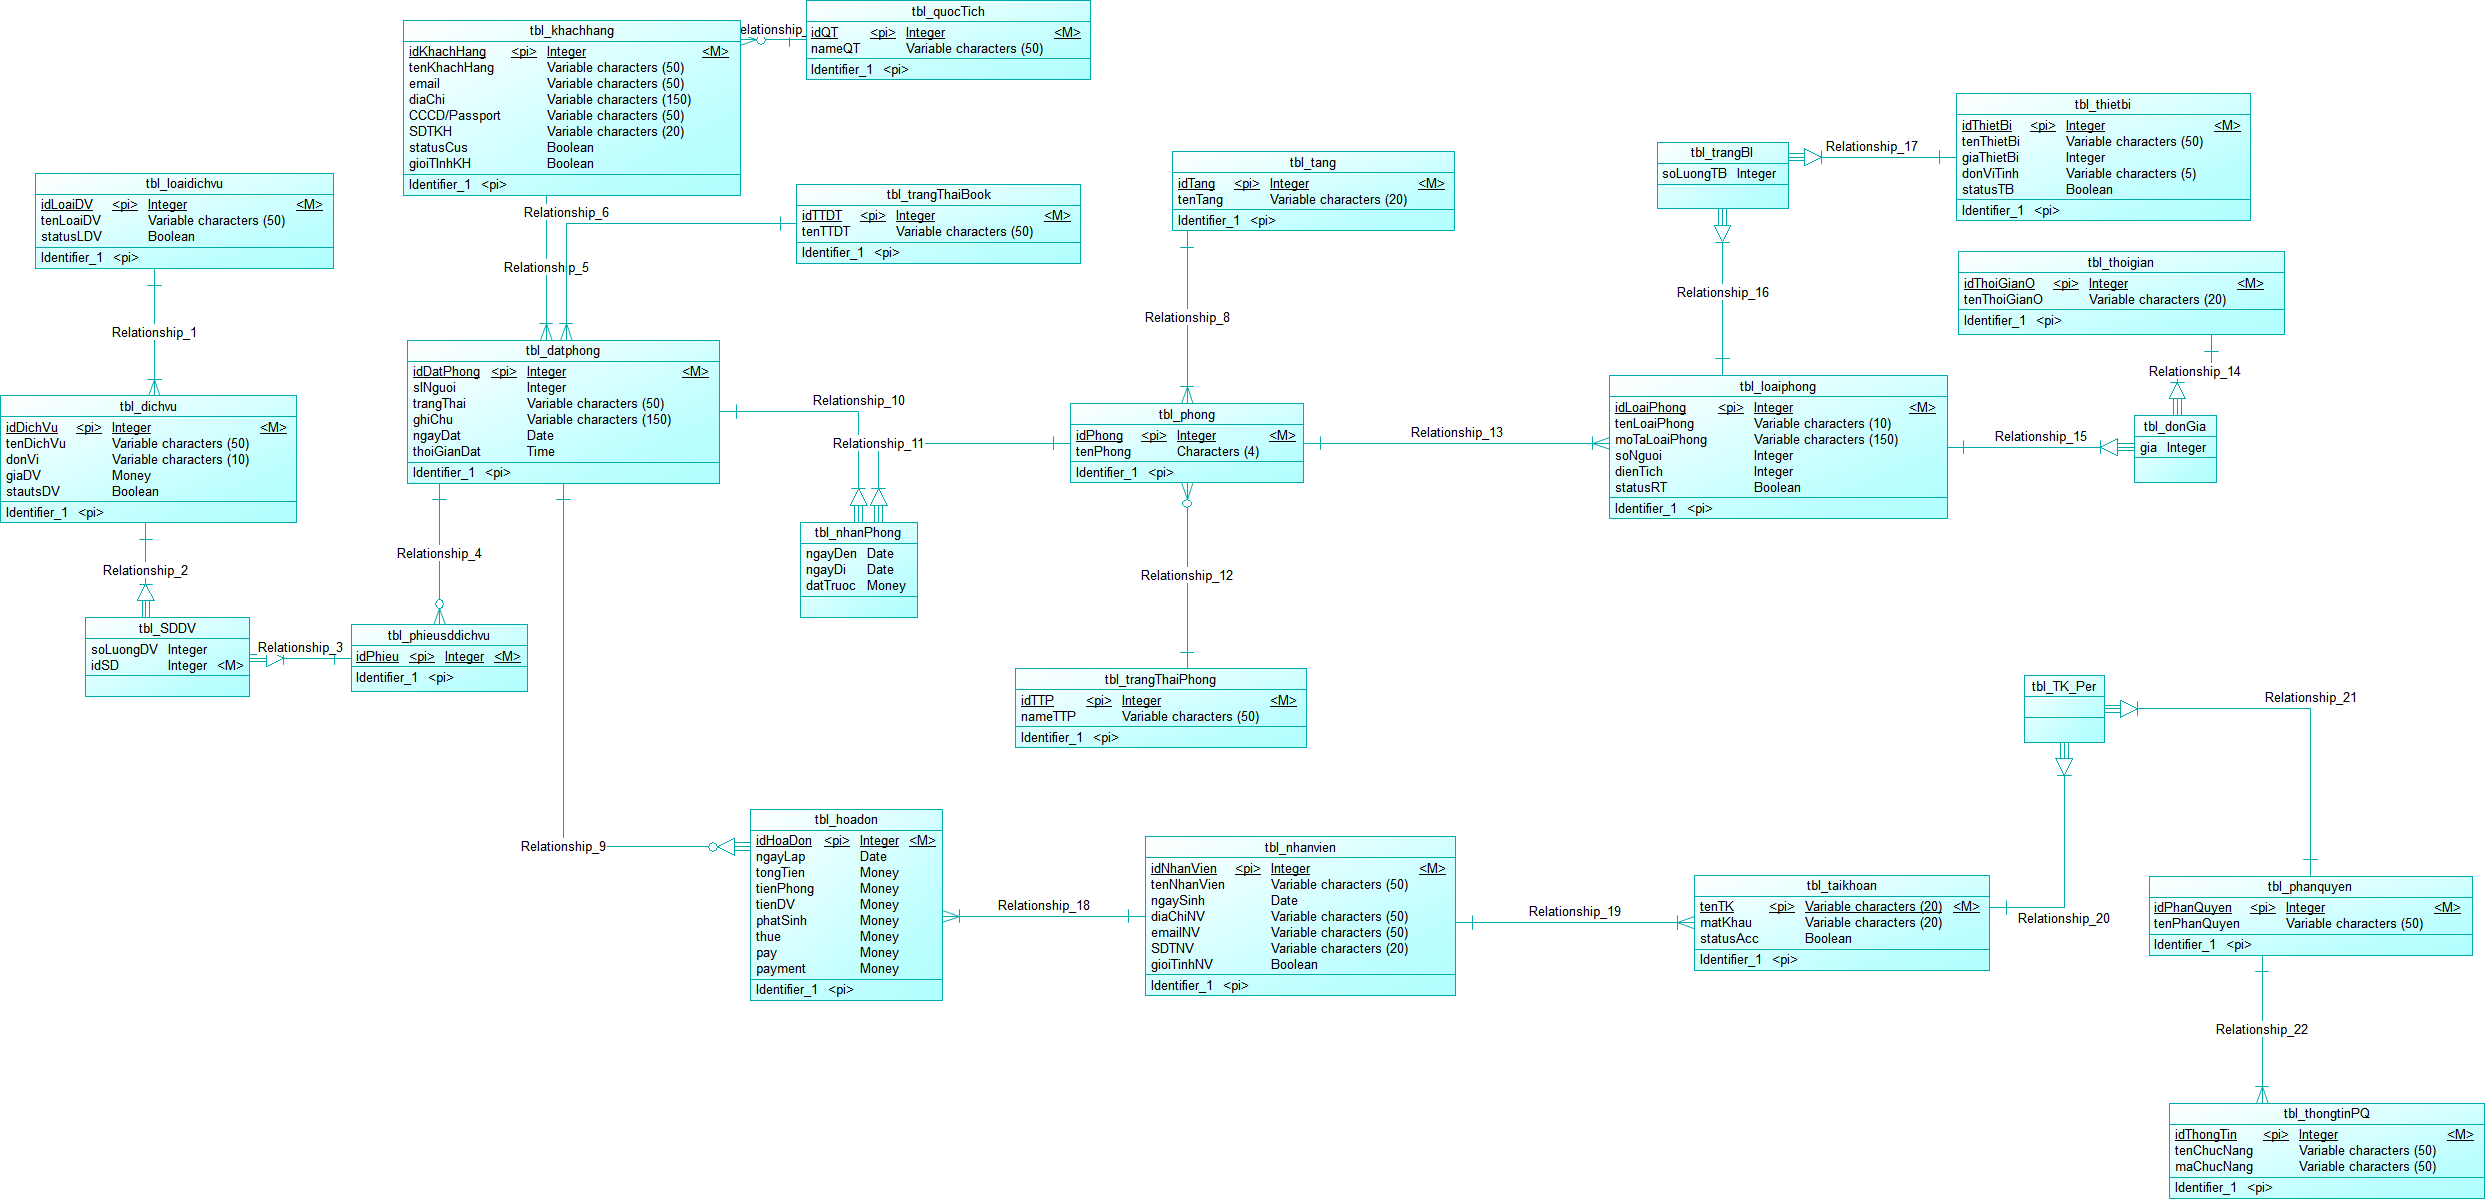 tbl_khachhang
idKhachHang <pi> Integer <M>
tenKhachHang Variable characters (50)
email Variable characters (50)
diaChi Variable characters (150)
CCCD/Passport Variable characters (50)
SDTKH Variable characters (20)
statusCus Boolean
gioiTInhKH Boolean
Identifier_1 <pi>
elationship_
tbl_quocTich
idQT <pi> Integer <M>
nameQT Variable characters (50)
Identifier_1 <pi>
tbl_loaidichvu
idLoaiDV <pi> Integer <M>
tenLoaiDV Variable characters (50)
statusLDV Boolean
Identifier_1 <pi>
Relationship_6
Relationship_5
tbl_trangThaiBook
idTTDT <pi> Integer <M>
tenTTDT Variable characters (50)
Identifier_1 <pi>
tbl_tang
idTang <pi> Integer <M>
tenTang Variable characters (20)
Identifier_1 <pi>
tbl_trangBI
soLuongTB Integer
Relationship_17
tbl_thietbi
idThietBi <pi> Integer <M>
tenThietBi Variable characters (50)
giaThietBi Integer
donViTinh Variable characters (5)
statusTB Boolean
Identifier_1 <pi>
tbl_thoigian
idThoiGianO <pi> Integer <M>
tenThoiGianO Variable characters (20)
Identifier_1 <pi>
Relationship_1
Relationship_8
Relationship_16
Relationship_14
tbl_dichvu
idDichVu <pi> Integer <M>
tenDichVu Variable characters (50)
donVi Variable characters (10)
giaDV Money
stautsDV Boolean
Identifier_1 <pi>
tbl_datphong
idDatPhong <pi> Integer <M>
slNguoi Integer
trangThai Variable characters (50)
ghiChu Variable characters (150)
ngayDat Date
thoiGianDat Time
Identifier_1 <pi>
Relationship_10
Relationship_11
tbl_phong
idPhong <pi> Integer <M>
tenPhong Characters (4)
Identifier_1 <pi>
Relationship_13
tbl_loaiphong
idLoaiPhong <pi> Integer <M>
tenLoaiPhong Variable characters (10)
moTaLoaiPhong Variable characters (150)
soNguoi Integer
dienTich Integer
statusRT Boolean
Identifier_1 <pi>
Relationship_15
tbl_donGia
gia Integer
Relationship_2
Relationship_4
tbl_nhanPhong
ngayDen Date
ngayDi Date
datTruoc Money
Relationship_12
tbl_SDDV
soLuongDV Integer
idSD Integer <M>
Relationship_3
tbl_phieusddichvu
idPhieu <pi> Integer <M>
Identifier_1 <pi>
tbl_trangThaiPhong
idTTP <pi> Integer <M>
nameTTP Variable characters (50)
Identifier_1 <pi>
tbl_TK_Per
Relationship_21
Relationship_9
tbl_hoadon
idHoaDon <pi> Integer <M>
ngayLap Date
tongTien Money
tienPhong Money
tienDV Money
phatSinh Money
thue Money
pay Money
payment Money
Identifier_1 <pi>
Relationship_18
tbl_nhanvien
idNhanVien <pi> Integer <M>
tenNhanVien Variable characters (50)
ngaySinh Date
diaChiNV Variable characters (50)
emailNV Variable characters (50)
SDTNV Variable characters (20)
gioiTinhNV Boolean
Identifier_1 <pi>
Relationship_19
tbl_taikhoan
tenTK <pi> Variable characters (20) <M>
matKhau Variable characters (20)
statusAcc Boolean
Identifier_1 <pi>
Relationship_20
tbl_phanquyen
idPhanQuyen <pi> Integer <M>
tenPhanQuyen Variable characters (50)
Identifier_1 <pi>
Relationship_22
tbl_thongtinPQ
idThongTin <pi> Integer <M>
tenChucNang Variable characters (50)
maChucNang Variable characters (50)
Identifier_1 <pi>